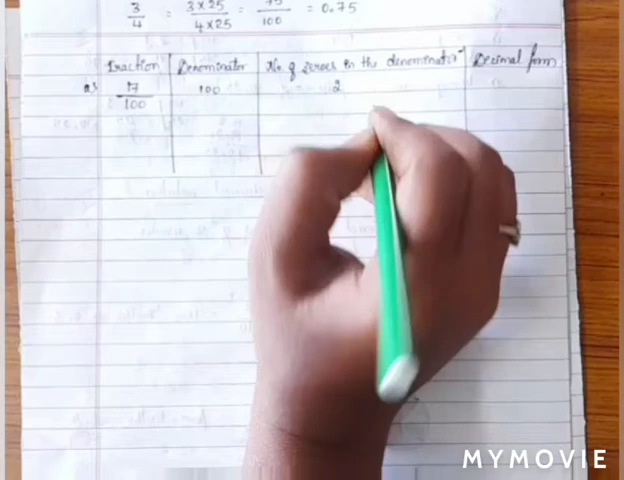 3/4 = 3×25/4×25 = 75/100 = 0.75
Fraction Denominator No. of zeroes in the denominator Decimal form
a) 17/100 100 2
MYMOVIE